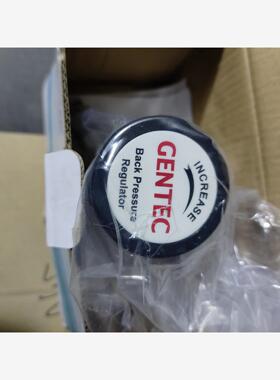 INCREASE
GENTEC
Back Pressure
Regulator